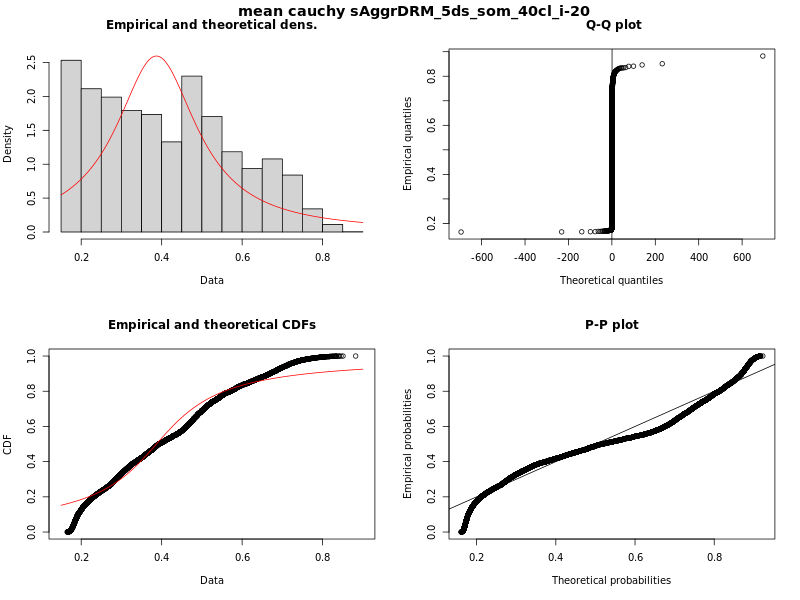 mean cauchy sAggrDRM_5ds_som_40cl_i-20
Empirical and theoretical dens.
Density
0.0 0.5 1.0 1.5 2.0 2.5
0.2 0.4 0.6 0.8
Data
Q-Q plot
Empirical quantiles
0.2 0.4 0.6 0.8
-600 -400 -200 0 200 400 600
Theoretical quantiles
Empirical and theoretical CDFs
CDF
0.0 0.2 0.4 0.6 0.8 1.0
0.2 0.4 0.6 0.8
Data
P-P plot
Empirical probabilities
0.0 0.2 0.4 0.6 0.8 1.0
0.2 0.4 0.6 0.8
Theoretical probabilities